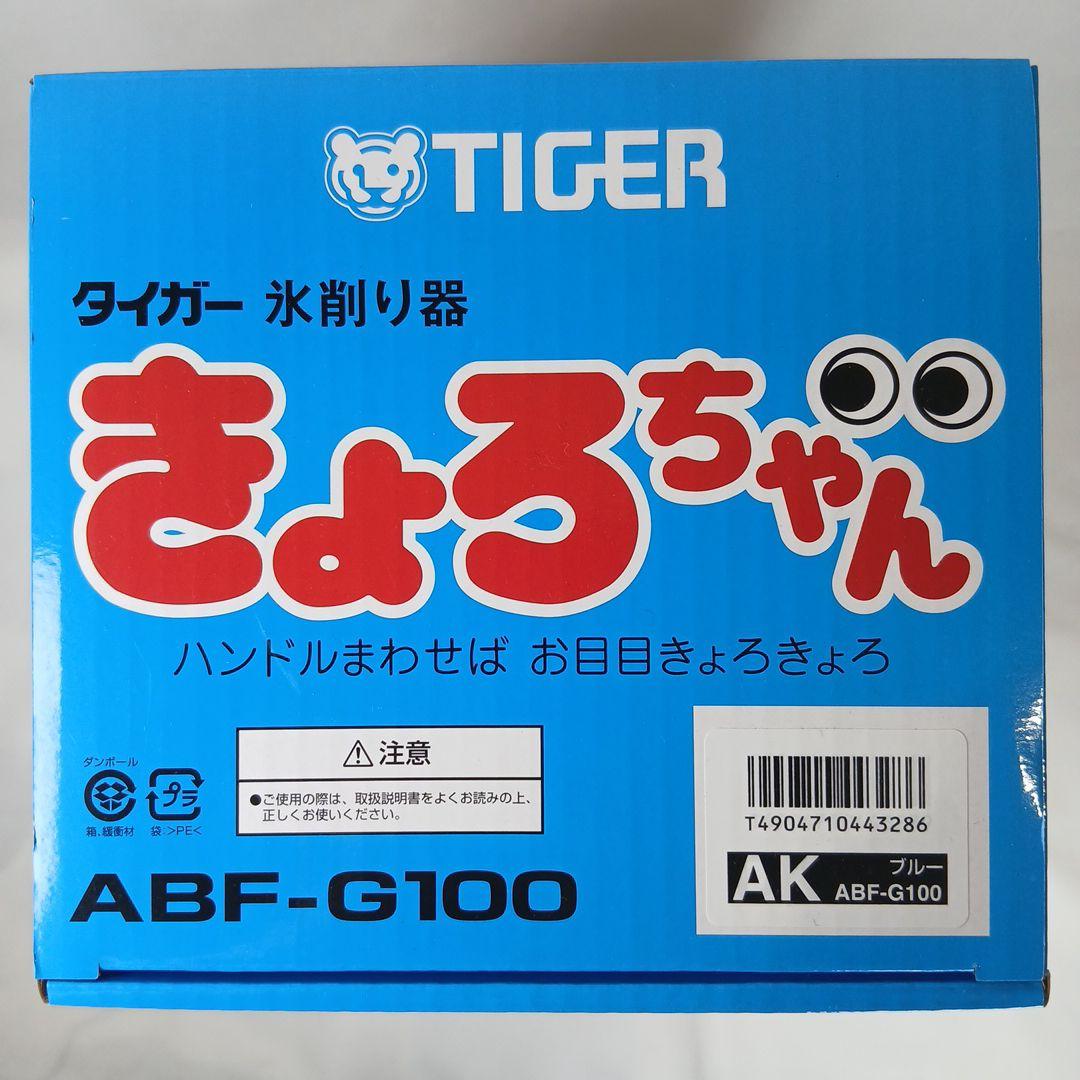 TIGER
タイガー 氷削り器
きょろちゃん
ハンドルまわせば お目目きょろきょろ
ダンボール
箱、緩衝材
プラ
袋:>PE<
⚠注意
●ご使用の際は、取扱説明書をよくお読みの上、
正しくお使いください。
ABF-G100
T4904710443286
AK
ブルー
ABF-G100